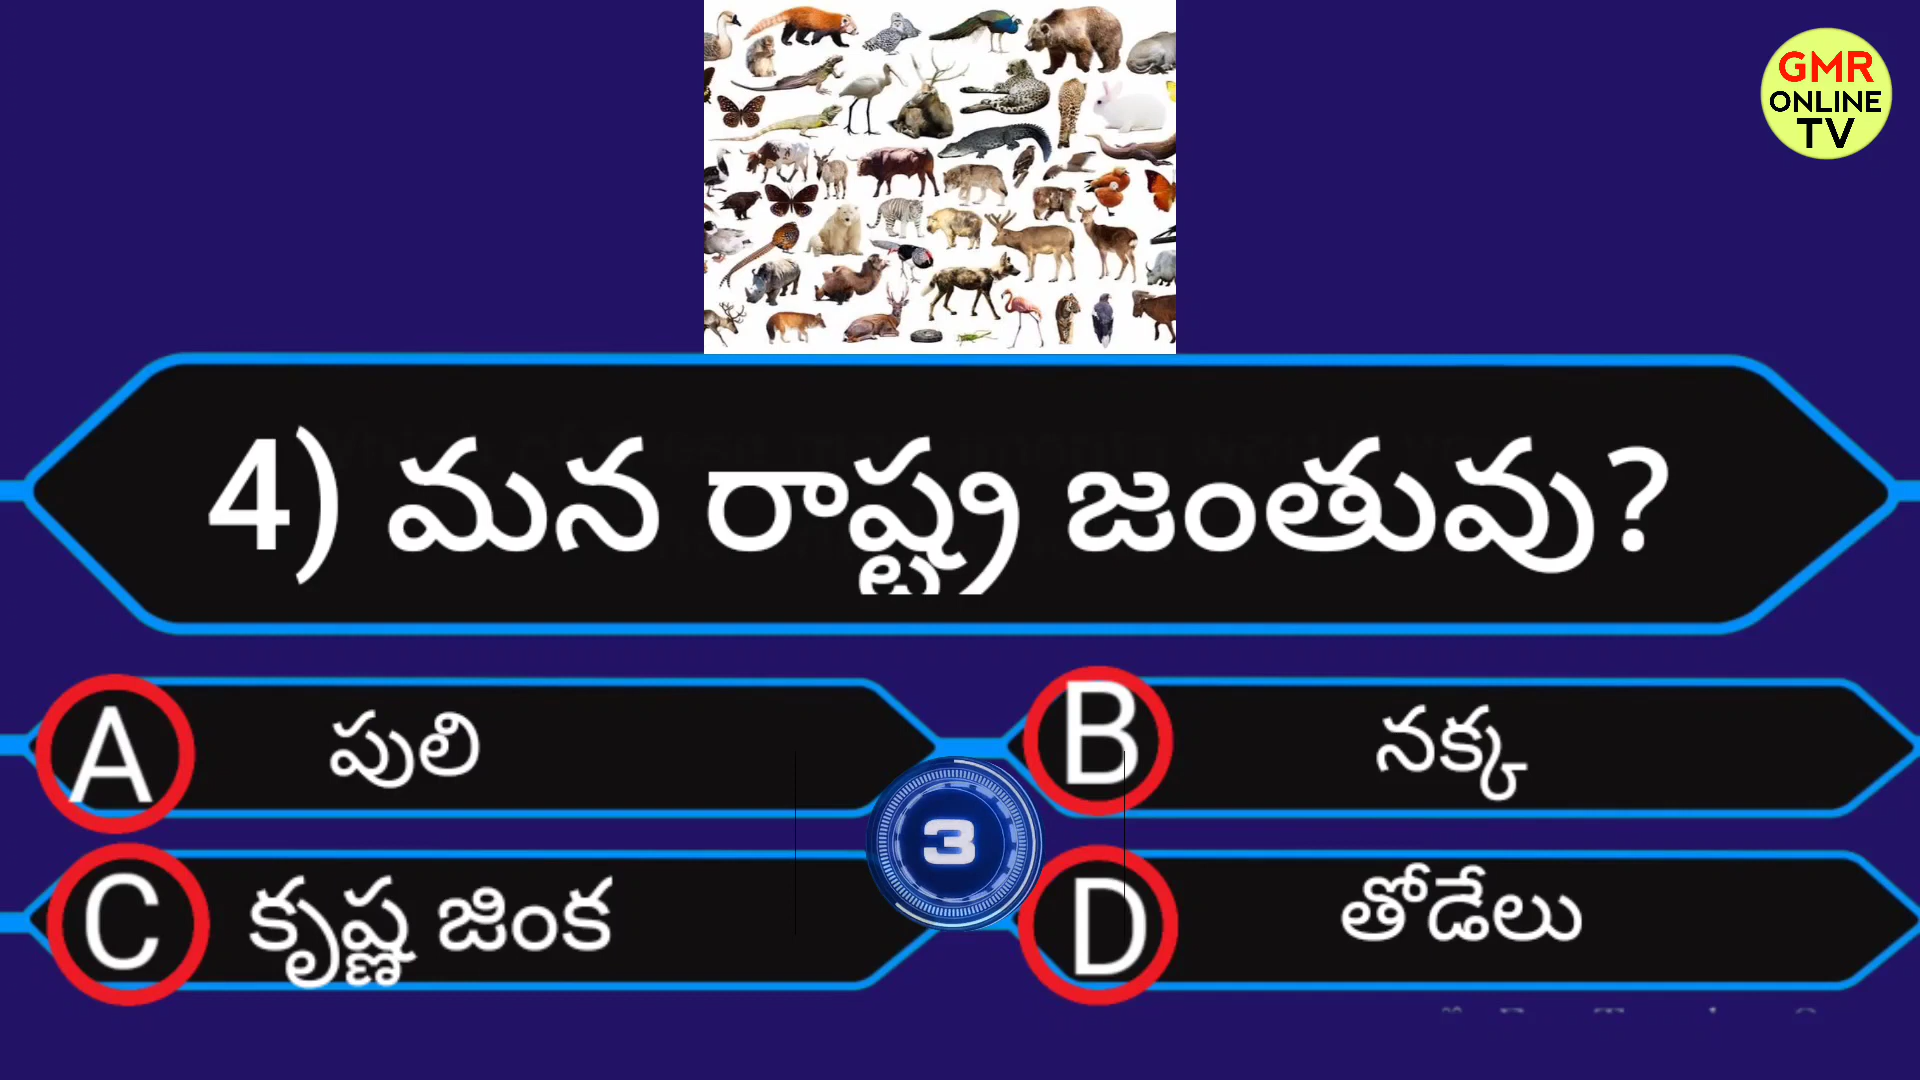 GMR
ONLINE
TV
4) మన రాష్ట్ర జంతువు?
A పులి
B నక్క
3
C కృష్ణ జింక
D తోడేలు